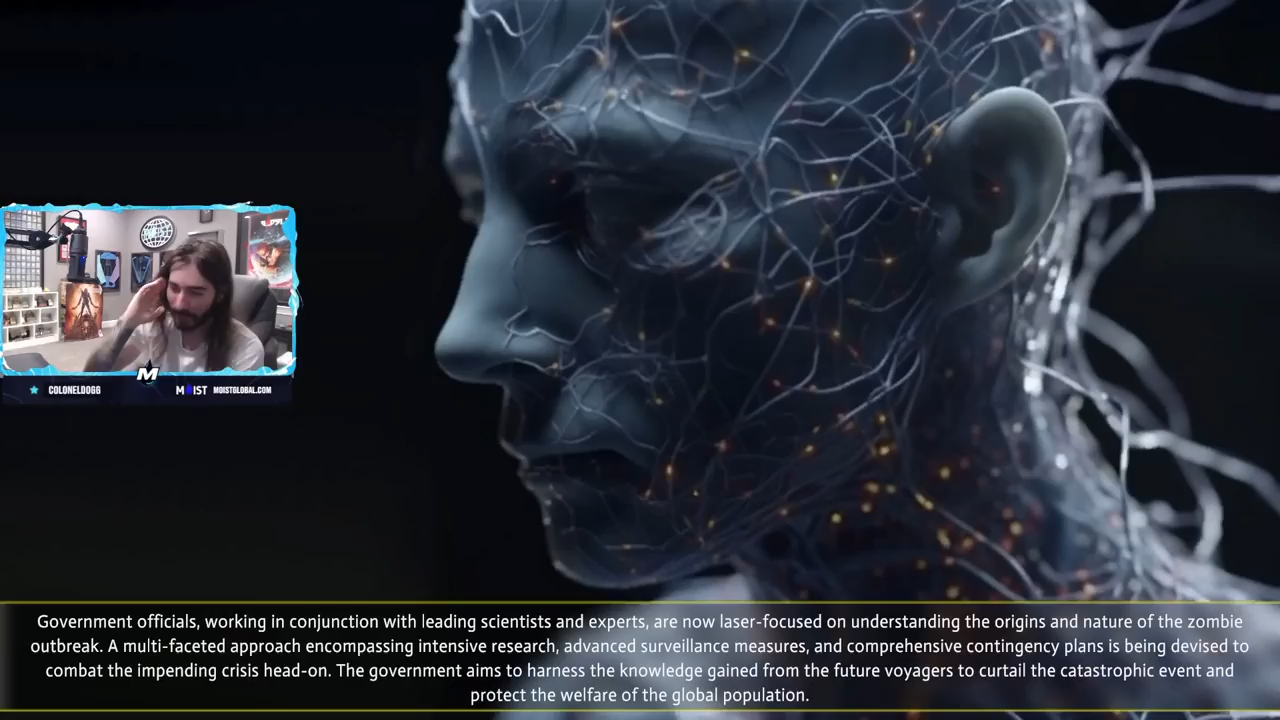 COLONELDOGG
M IST MOISTGLOBAL.COM
M
Government officials, working in conjunction with leading scientists and experts, are now laser-focused on understanding the origins and nature of the zombie
outbreak. A multi-faceted approach encompassing intensive research, advanced surveillance measures, and comprehensive contingency plans is being devised to
combat the impending crisis head-on. The government aims to harness the knowledge gained from the future voyagers to curtail the catastrophic event and
protect the welfare of the global population.